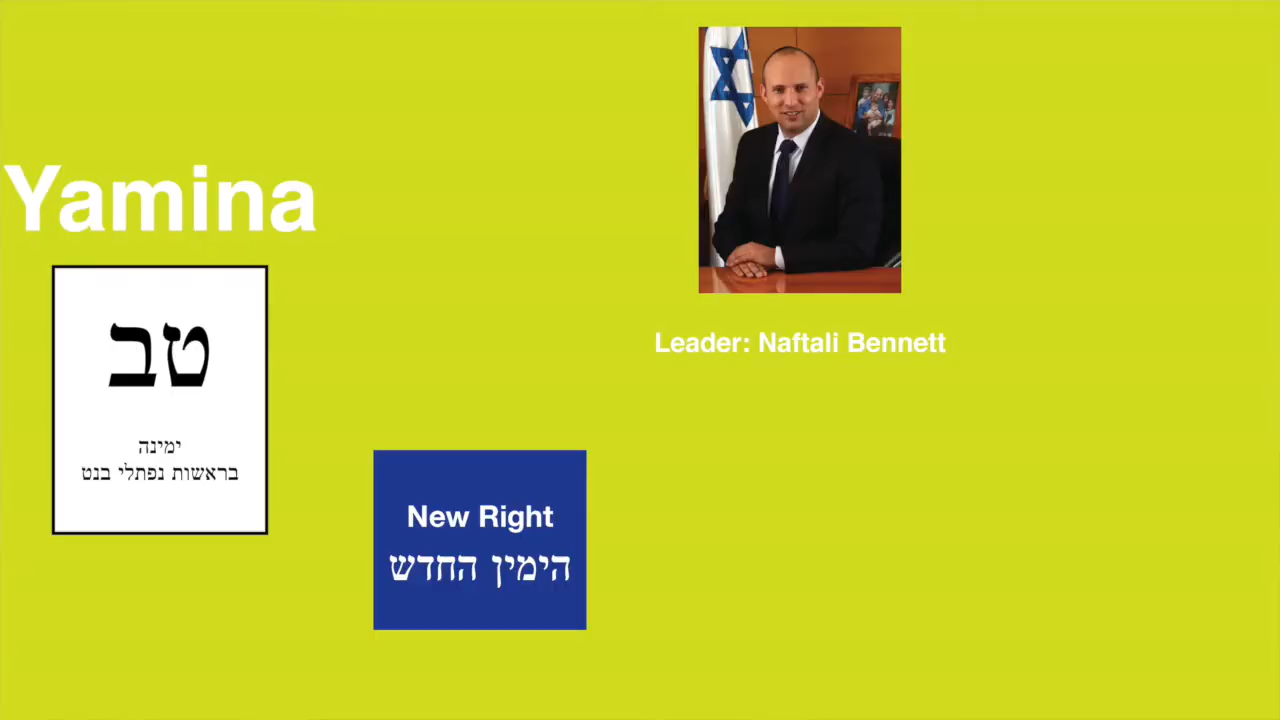 Yamina
טב
ימינה
בראשות נפתלי בנט
Leader: Naftali Bennett
New Right
הימין החדש